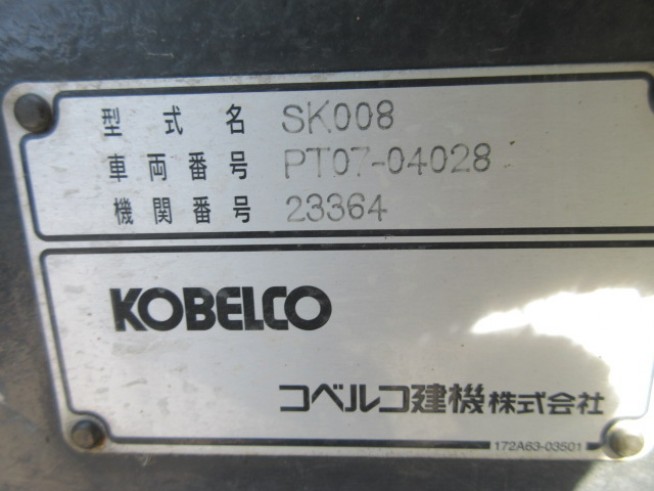 型式名 SK008
車両番号 PT07-04028
機関番号 23364
KOBELCO
コベルコ建機株式会社
172A63-03501